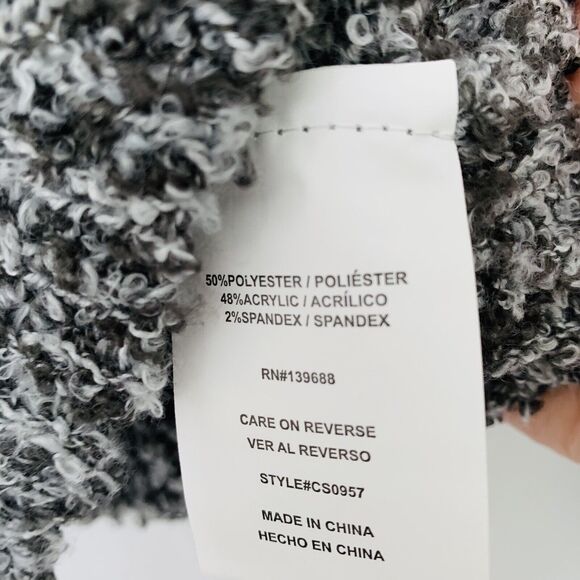 50%POLYESTER / POLIÉSTER
48%ACRYLIC / ACRÍLICO
2%SPANDEX / SPANDEX
RN#139688
CARE ON REVERSE
VER AL REVERSO
STYLE#CS0957
MADE IN CHINA
HECHO EN CHINA